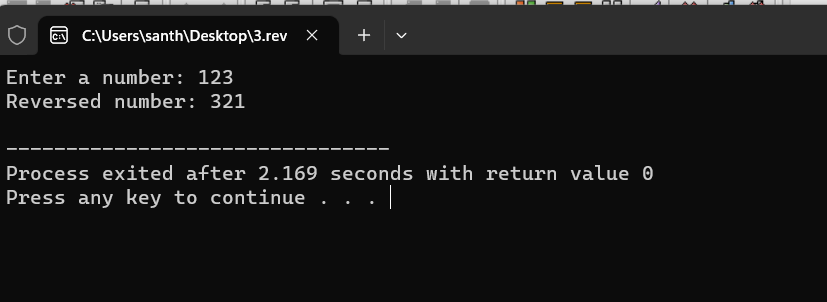 C:\Users\santh\Desktop\3.rev
Enter a number: 123
Reversed number: 321
--------------------------------
Process exited after 2.169 seconds with return value 0
Press any key to continue . . .